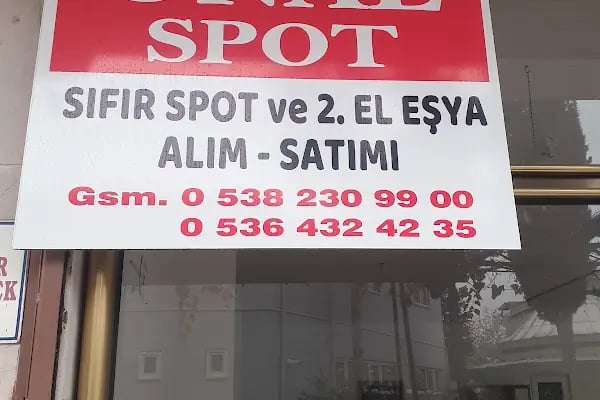 SPOT
SIFIR SPOT ve 2. EL EŞYA
ALIM - SATIMI
Gsm. 0 538 230 99 00
0 536 432 42 35